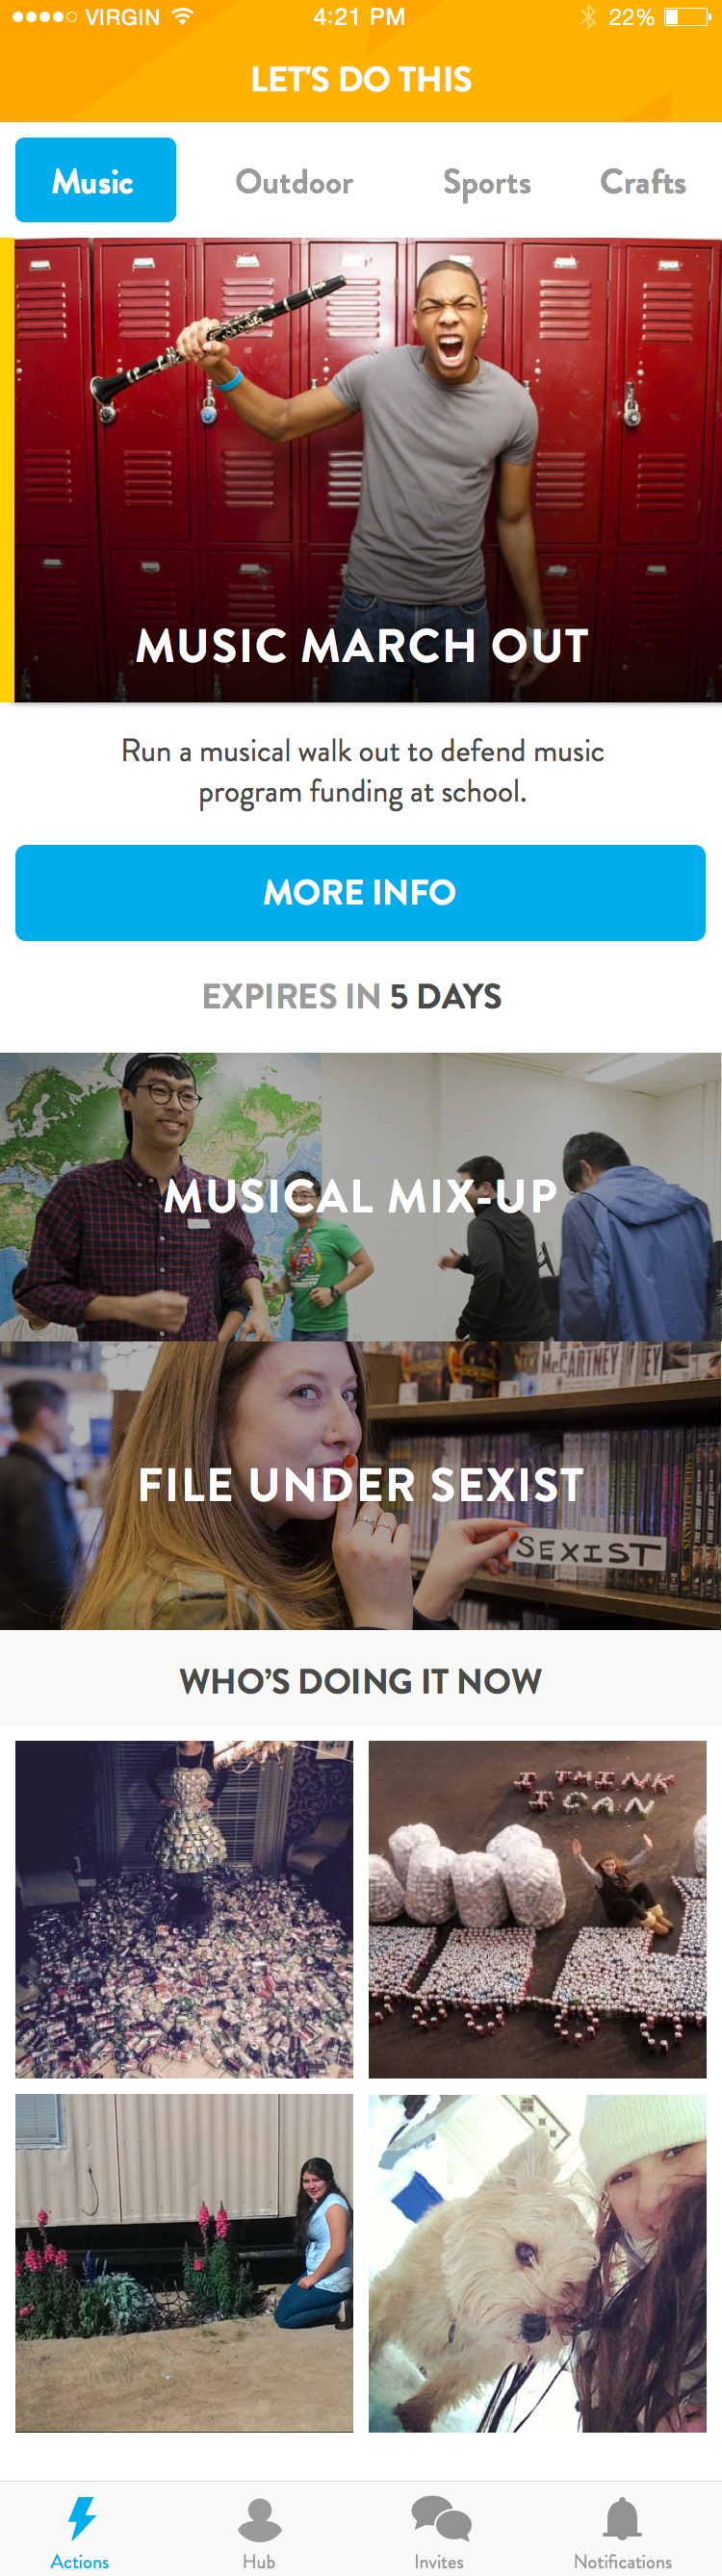 VIRGIN 4:21 PM 22%
LET'S DO THIS
Music Outdoor Sports Crafts
MUSIC MARCH OUT
Run a musical walk out to defend music
program funding at school.
MORE INFO
EXPIRES IN 5 DAYS
MUSICAL MIX-UP
McCARTNEY
FILE UNDER SEXIST
SEXIST
WHO'S DOING IT NOW
I THINK
I CAN
Actions Hub Invites Notifications